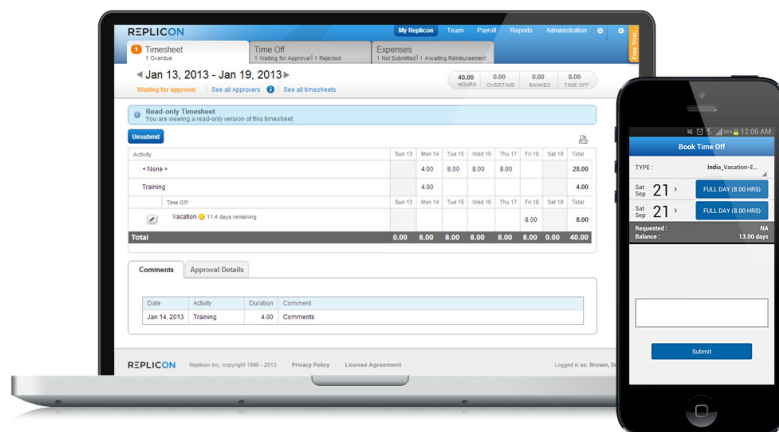 REPLICON
My Replicon Team Payroll Reports Administration
Free Trial
1 Timesheet
1 Overdue
Time Off
1 Waiting for Approval 1 Rejected
Expenses
1 Not Submitted 1 Awaiting Reimbursement
Jan 13, 2013 - Jan 19, 2013
Waiting for approval See all Approvers See all timesheets
40.00 0.00 0.00 8.00
HOURS OVERTIME BANKED TIME OFF
Read-only Timesheet
You are viewing a read-only version of this timesheet.
Unsubmit
Activity Sun 13 Mon 14 Tue 15 Wed 16 Thu 17 Fri 18 Sat 19 Total
< None > 4.00 8.00 8.00 8.00 28.00
Training 4.00 4.00
Time Off Sun 13 Mon 14 Tue 15 Wed 16 Thu 17 Fri 18 Sat 19 Total
Vacation 11.4 days remaining 8.00 8.00
Total 0.00 8.00 8.00 8.00 8.00 8.00 0.00 40.00
Comments Approval Details
Date Activity Duration Comment
Jan 14, 2013 Training 4.00 Comments
REPLICON Replicon Inc, copyright 1996 - 2013 Privacy Policy License Agreement Logged in as: Brown,
12:06 AM
Book Time Off
TYPE : India_Vacation-E...
Sat
Sep 21 › FULL DAY (8.00 HRS)
Sat
Sep 21 › FULL DAY (8.00 HRS)
Requested : NA
Balance : 13.00 days
Submit